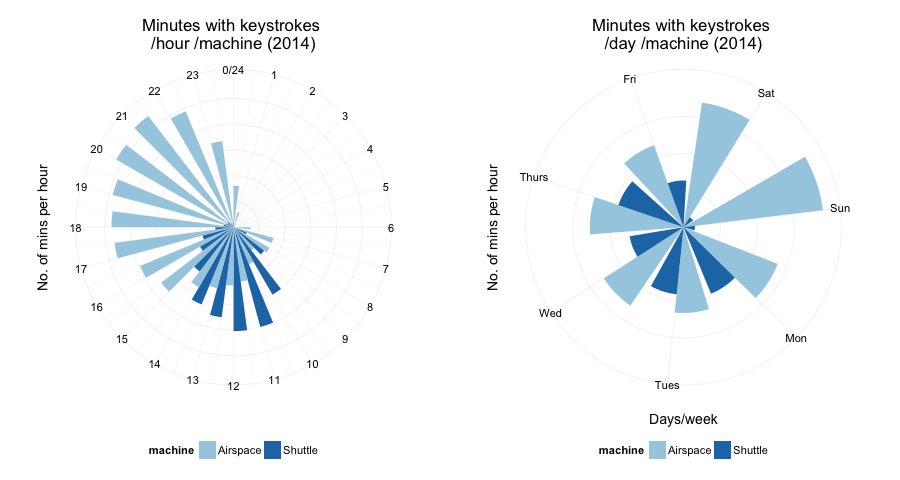 Minutes with keystrokes
/hour /machine (2014)
0/24
1
2
3
4
5
6
7
8
9
10
11
12
13
14
15
16
17
18
19
20
21
22
23
No. of mins per hour
machine Airspace Shuttle
Minutes with keystrokes
/day /machine (2014)
Fri
Sat
Sun
Mon
Tues
Wed
Thurs
No. of mins per hour
Days/week
machine Airspace Shuttle